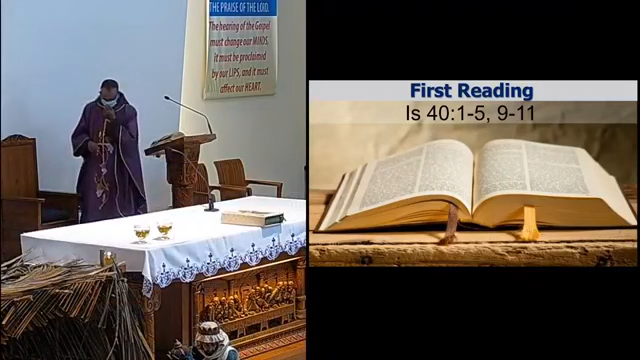 THE PRAISE OF THE LORD.
The hearing of the Gospel
must change our MINDS,
it must be proclaimed
by our LIPS, and it must
affect our HEART.
First Reading
Is 40:1-5, 9-11